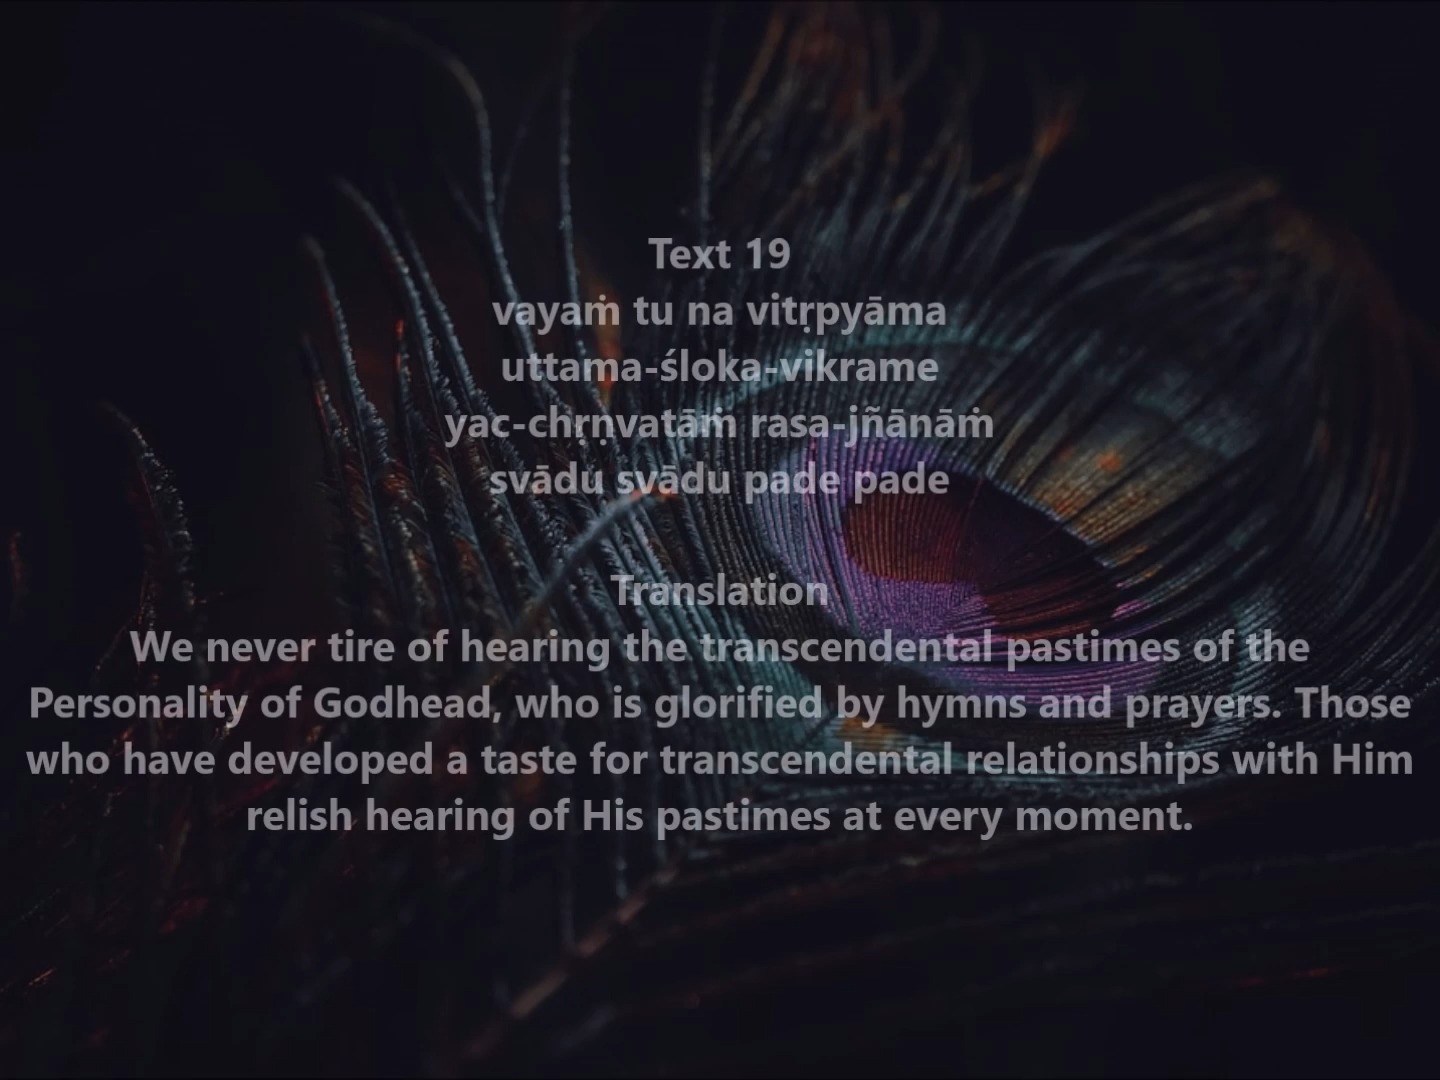 Text 19
vayaṁ tu na vitṛpyāma
uttama-śloka-vikrame
yac-chṛṇvatāṁ rasa-jñānāṁ
svādu svādu pade pade
Translation
We never tire of hearing the transcendental pastimes of the
Personality of Godhead, who is glorified by hymns and prayers. Those
who have developed a taste for transcendental relationships with Him
relish hearing of His pastimes at every moment.